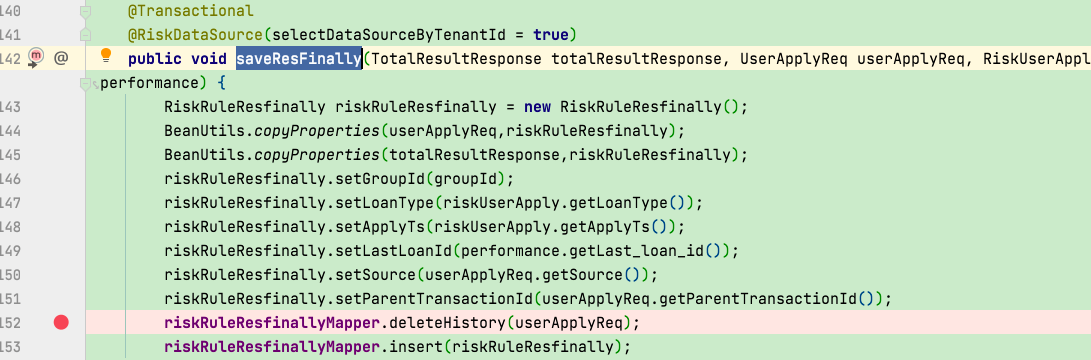 140 @Transactional
141 @RiskDataSource(selectDataSourceByTenantId = true)
142 @ public void saveResFinally(TotalResultResponse totalResultResponse, UserApplyReq userApplyReq, RiskUserAppl
performance) {
143 RiskRuleResfinally riskRuleResfinally = new RiskRuleResfinally();
144 BeanUtils.copyProperties(userApplyReq,riskRuleResfinally);
145 BeanUtils.copyProperties(totalResultResponse,riskRuleResfinally);
146 riskRuleResfinally.setGroupId(groupId);
147 riskRuleResfinally.setLoanType(riskUserApply.getLoanType());
148 riskRuleResfinally.setApplyTs(riskUserApply.getApplyTs());
149 riskRuleResfinally.setLastLoanId(performance.getLast_loan_id());
150 riskRuleResfinally.setSource(userApplyReq.getSource());
151 riskRuleResfinally.setParentTransactionId(userApplyReq.getParentTransactionId());
152 riskRuleResfinallyMapper.deleteHistory(userApplyReq);
153 riskRuleResfinallyMapper.insert(riskRuleResfinally);